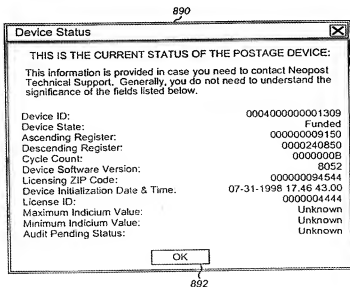 890
Device Status
THIS IS THE CURRENT STATUS OF THE POSTAGE DEVICE:
This information is provided in case you need to contact Neopost
Technical Support. Generally, you do not need to understand the
significance of the fields listed below.
Device ID: 0004000000001309
Device State: Funded
Ascending Register: 000000009150
Descending Register: 0000240850
Cycle Count: 0000000B
Device Software Version: 8052
Licensing ZIP Code: 000000094544
Device Initialization Date & Time. 07-31-1998 17.46 43.00
License ID: 0000004444
Maximum Indicium Value: Unknown
Minimum Indicium Value: Unknown
Audit Pending Status: Unknown
OK
892